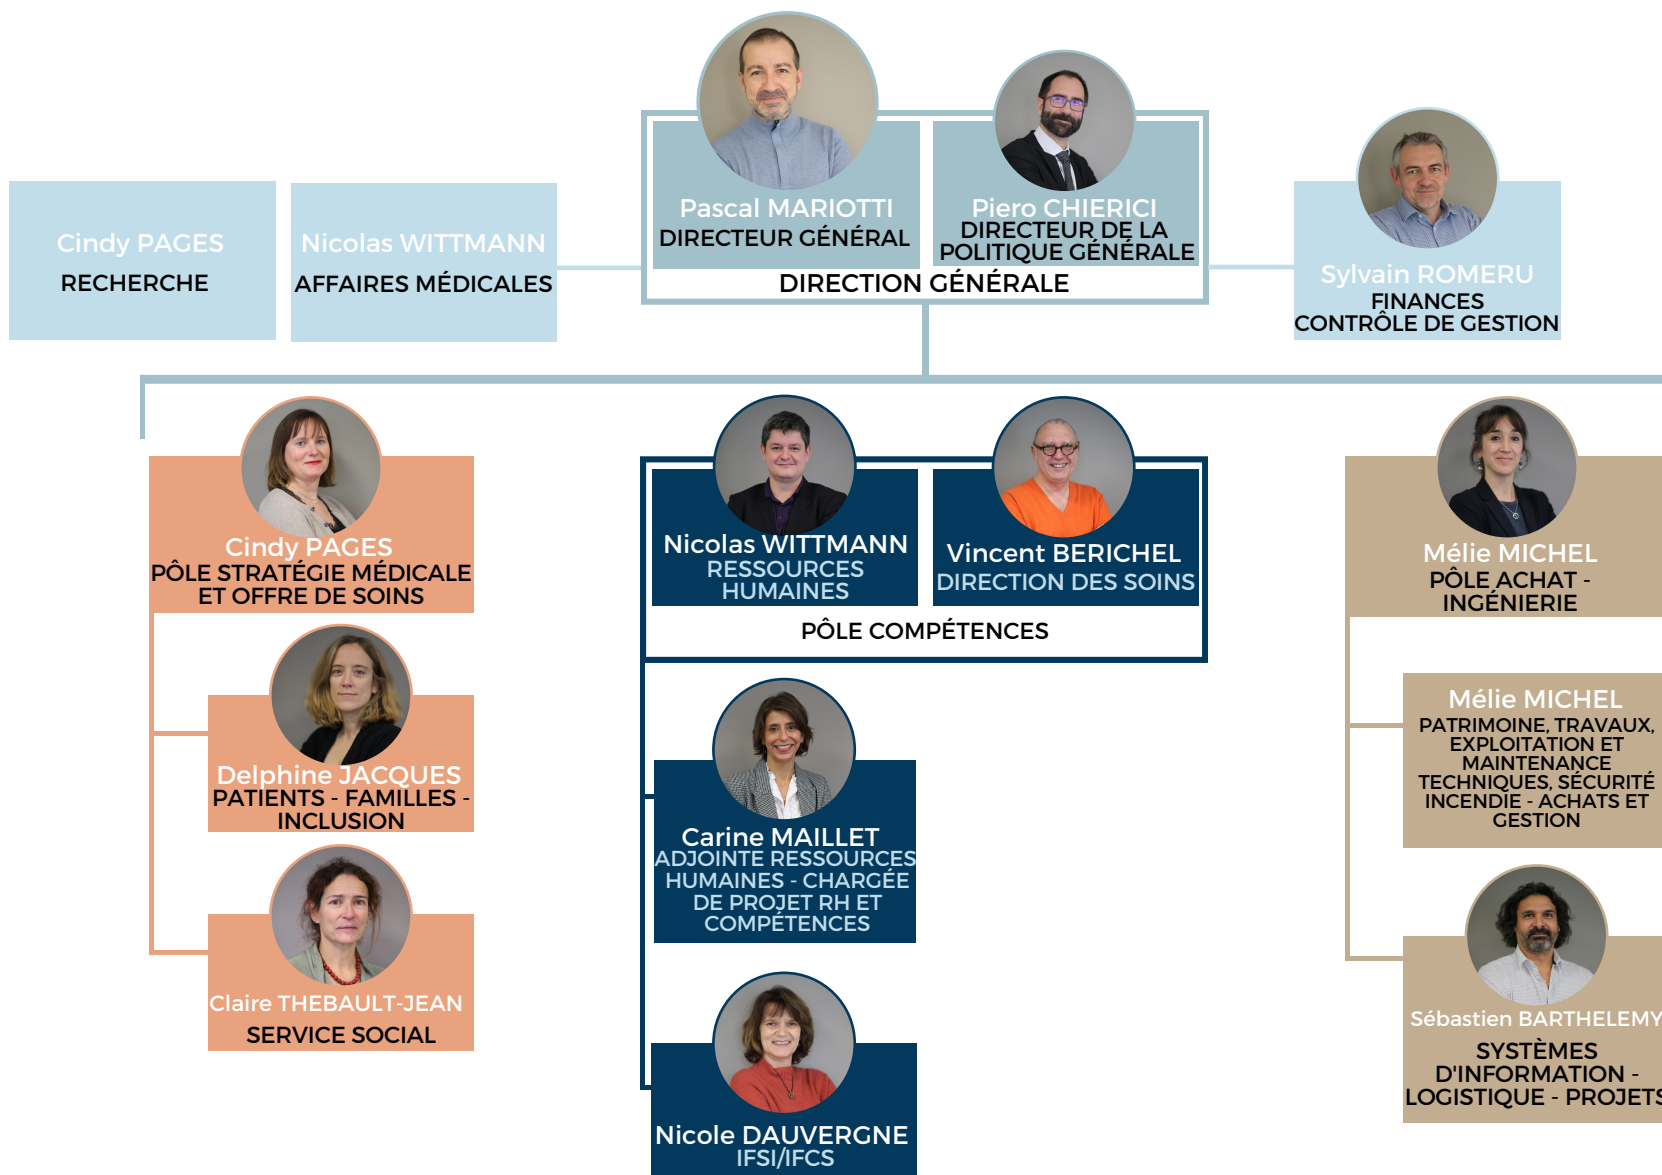 Pascal MARIOTTI
DIRECTEUR GÉNÉRAL
Piero CHIERICI
DIRECTEUR DE LA
POLITIQUE GÉNÉRALE
DIRECTION GÉNÉRALE
Cindy PAGES
RECHERCHE
Nicolas WITTMANN
AFFAIRES MÉDICALES
Sylvain ROMERU
FINANCES
CONTRÔLE DE GESTION
Cindy PAGES
PÔLE STRATÉGIE MÉDICALE
ET OFFRE DE SOINS
Delphine JACQUES
PATIENTS - FAMILLES -
INCLUSION
Claire THEBAULT-JEAN
SERVICE SOCIAL
Nicolas WITTMANN
RESSOURCES
HUMAINES
Vincent BERICHEL
DIRECTION DES SOINS
PÔLE COMPÉTENCES
Carine MAILLET
ADJOINTE RESSOURCES
HUMAINES - CHARGÉE
DE PROJET RH ET
COMPÉTENCES
Nicole DAUVERGNE
IFSI/IFCS
Mélie MICHEL
PÔLE ACHAT -
INGÉNIERIE
Mélie MICHEL
PATRIMOINE, TRAVAUX,
EXPLOITATION ET
MAINTENANCE
TECHNIQUES, SÉCURITÉ
INCENDIE - ACHATS ET
GESTION
Sébastien BARTHELEMY
SYSTÈMES
D'INFORMATION -
LOGISTIQUE - PROJETS